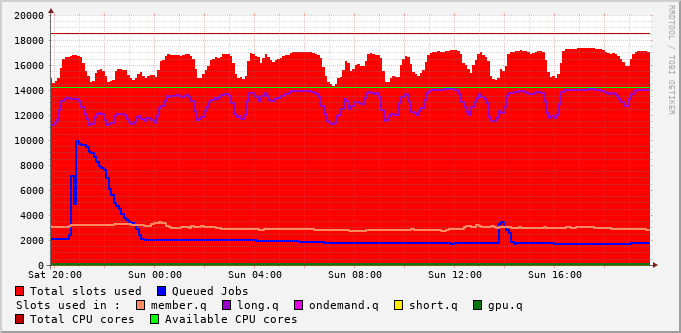 20000
18000
16000
14000
12000
10000
8000
6000
4000
2000
0
Sat 20:00 Sun 00:00 Sun 04:00 Sun 08:00 Sun 12:00 Sun 16:00
RRDTOOL / TOBI OETIKER
Total slots used Queued Jobs
Slots used in : member.q long.q ondemand.q short.q gpu.q
Total CPU cores Available CPU cores